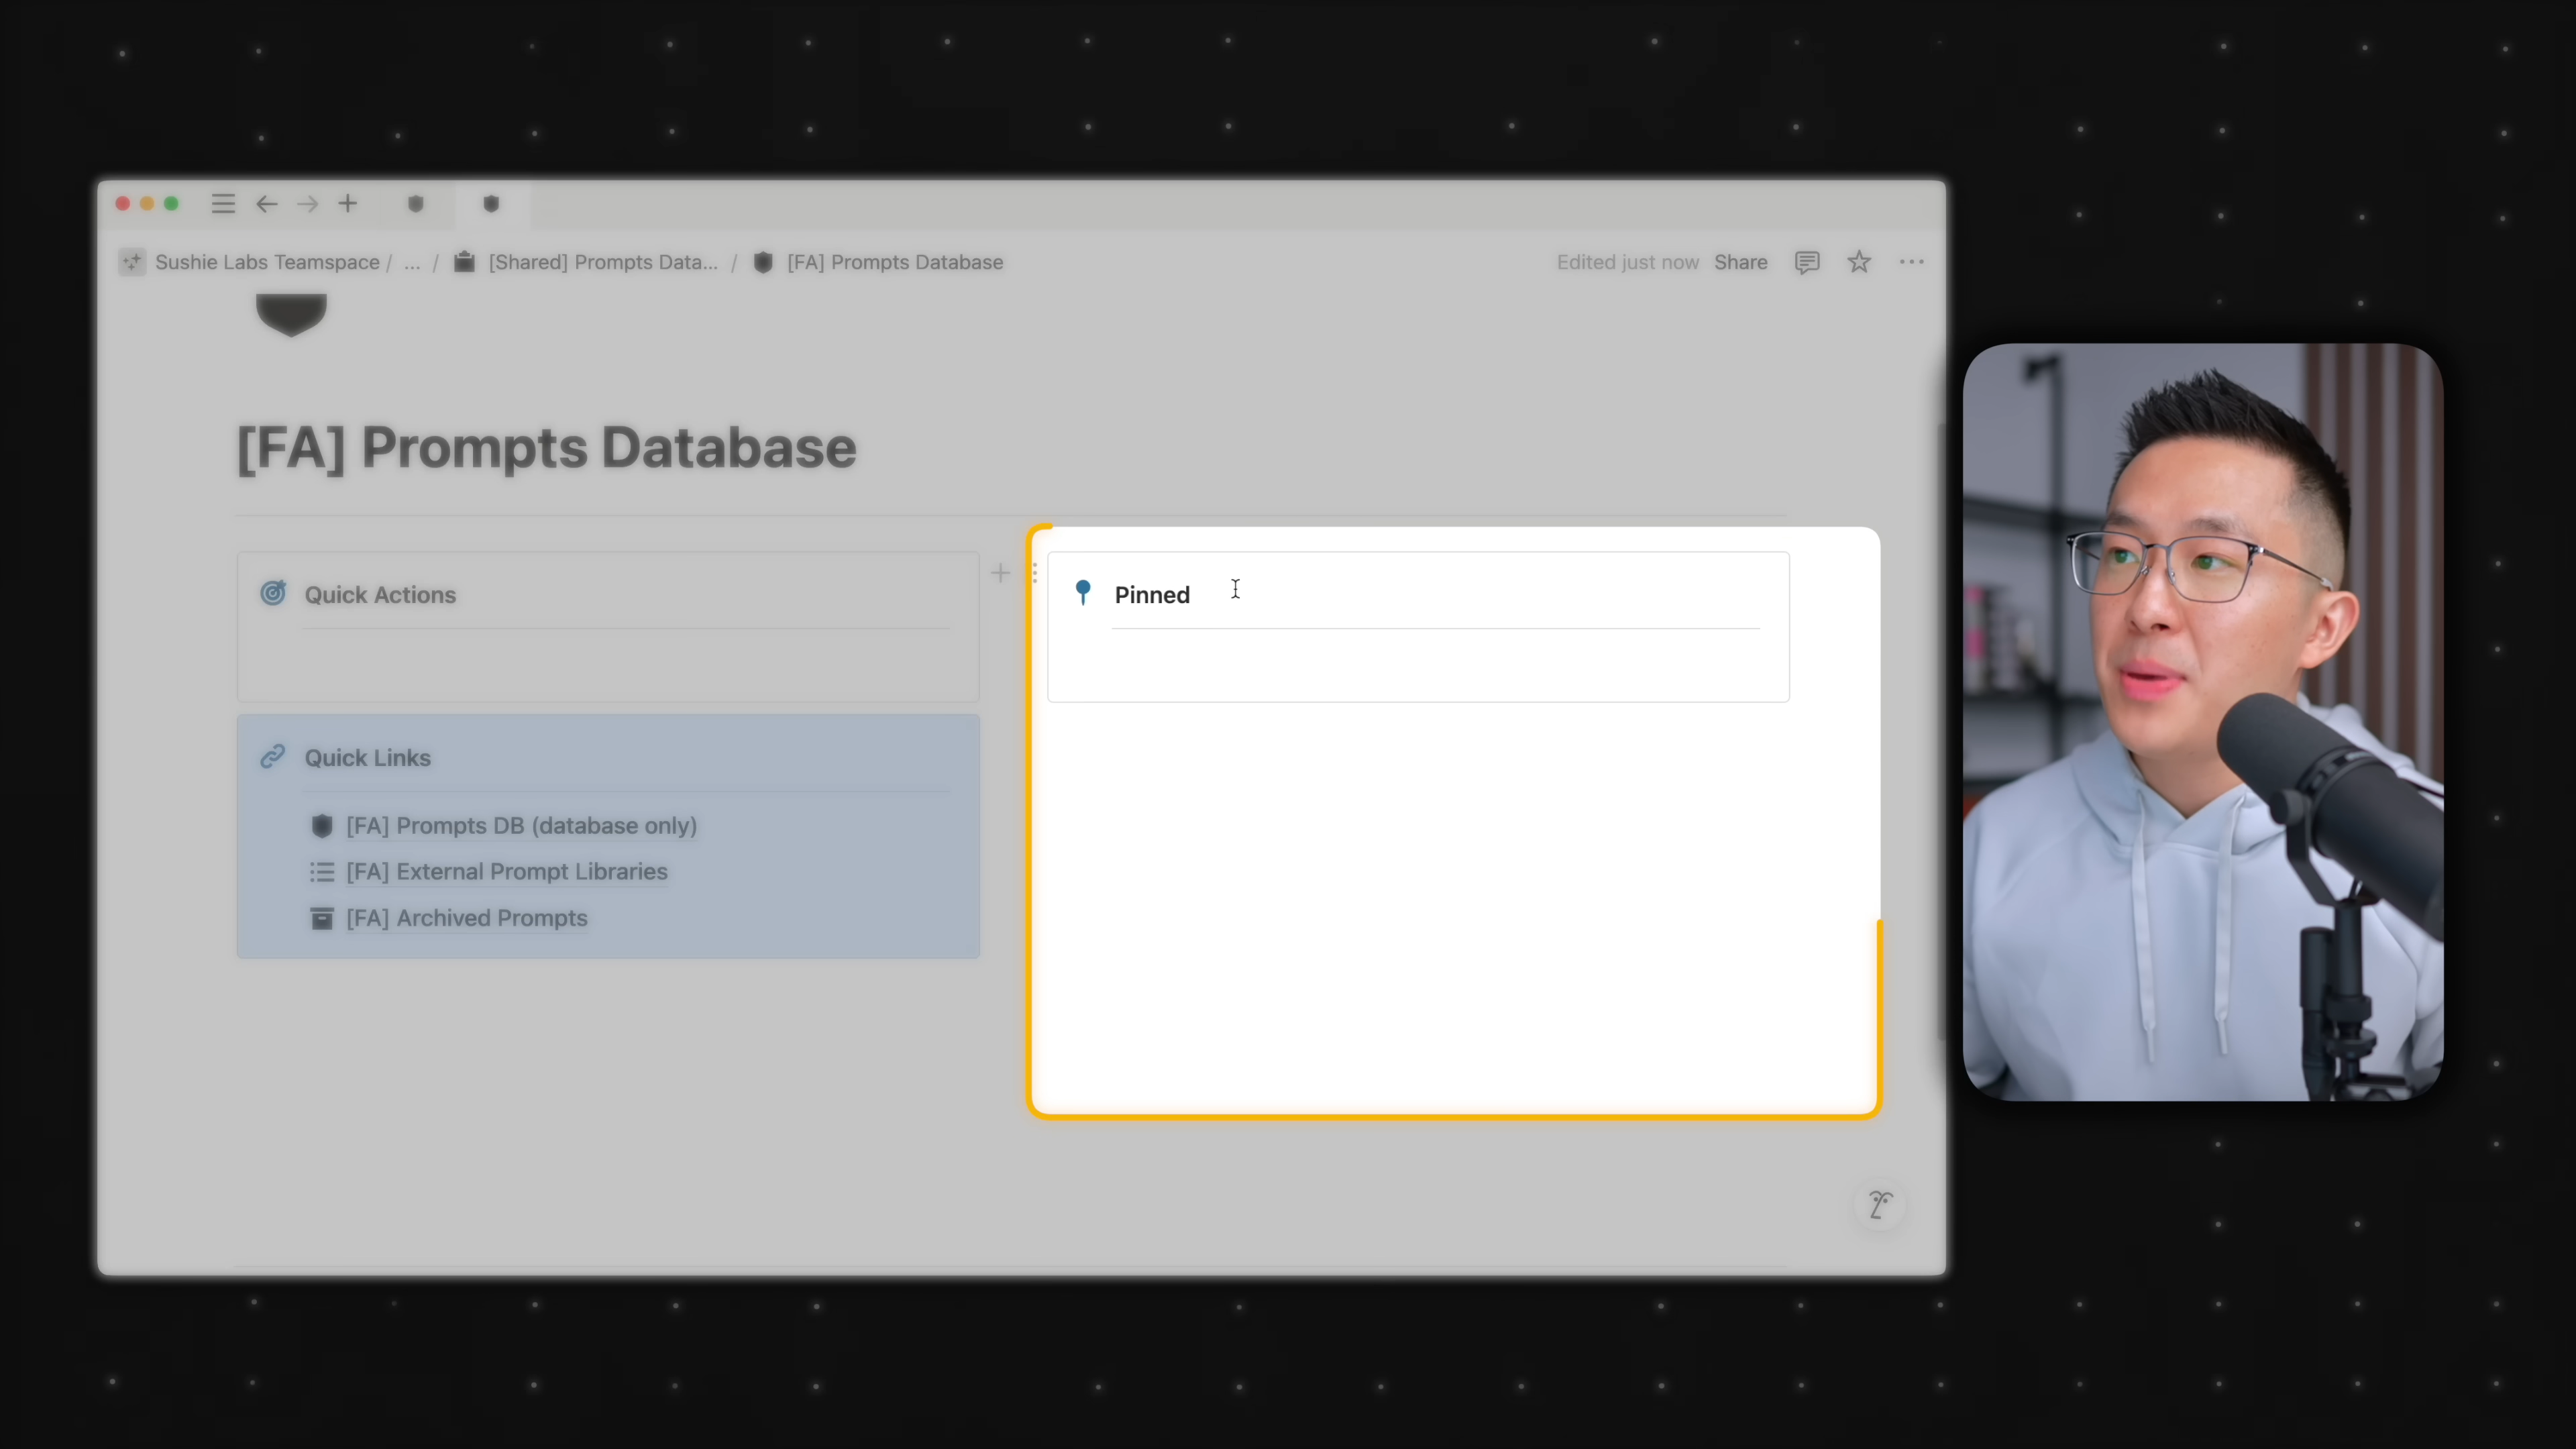 Sushie Labs Teamspace / ... / [Shared] Prompts Data... / [FA] Prompts Database
Edited just now Share
[FA] Prompts Database
Quick Actions
Pinned
Quick Links
[FA] Prompts DB (database only)
[FA] External Prompt Libraries
[FA] Archived Prompts